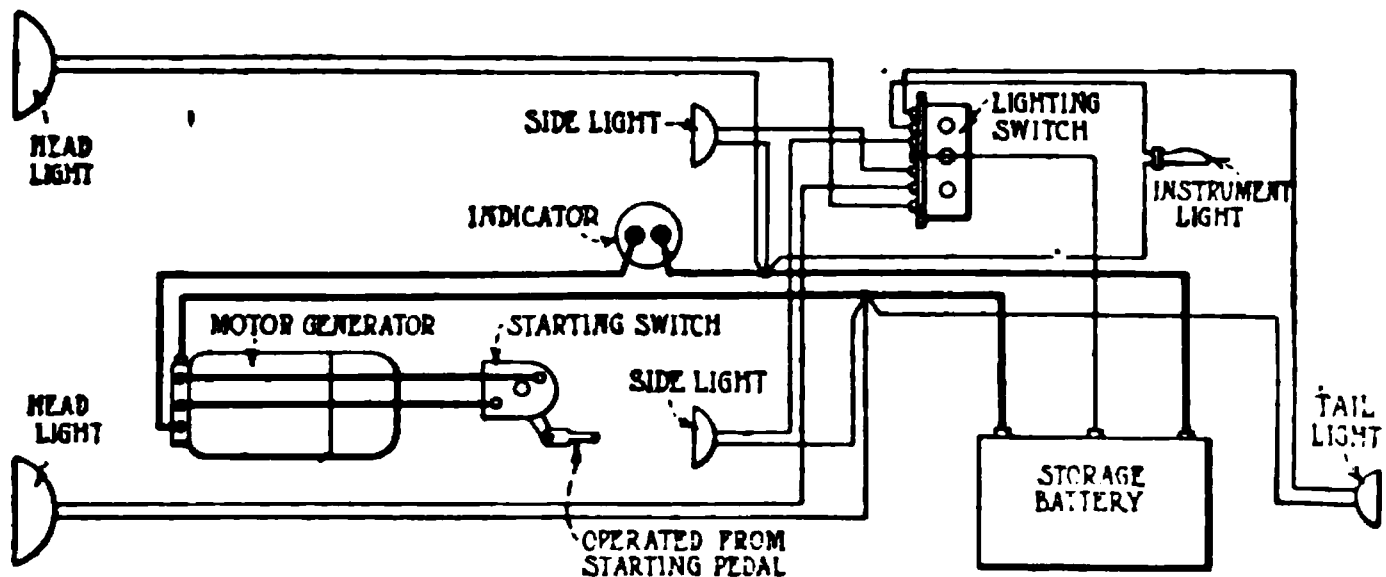 HEAD
LIGHT
SIDE LIGHT
LIGHTING
SWITCH
INSTRUMENT
LIGHT
INDICATOR
MOTOR GENERATOR
STARTING SWITCH
SIDE LIGHT
HEAD
LIGHT
TAIL
LIGHT
STORAGE
BATTERY
OPERATED FROM
STARTING PEDAL